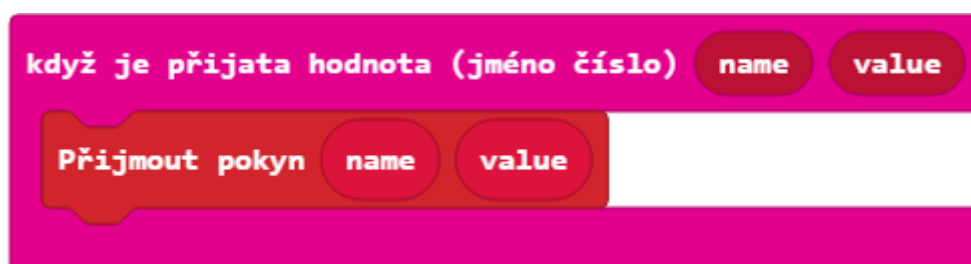 když je přijata hodnota (jméno číslo) name value
Přijmout pokyn name value